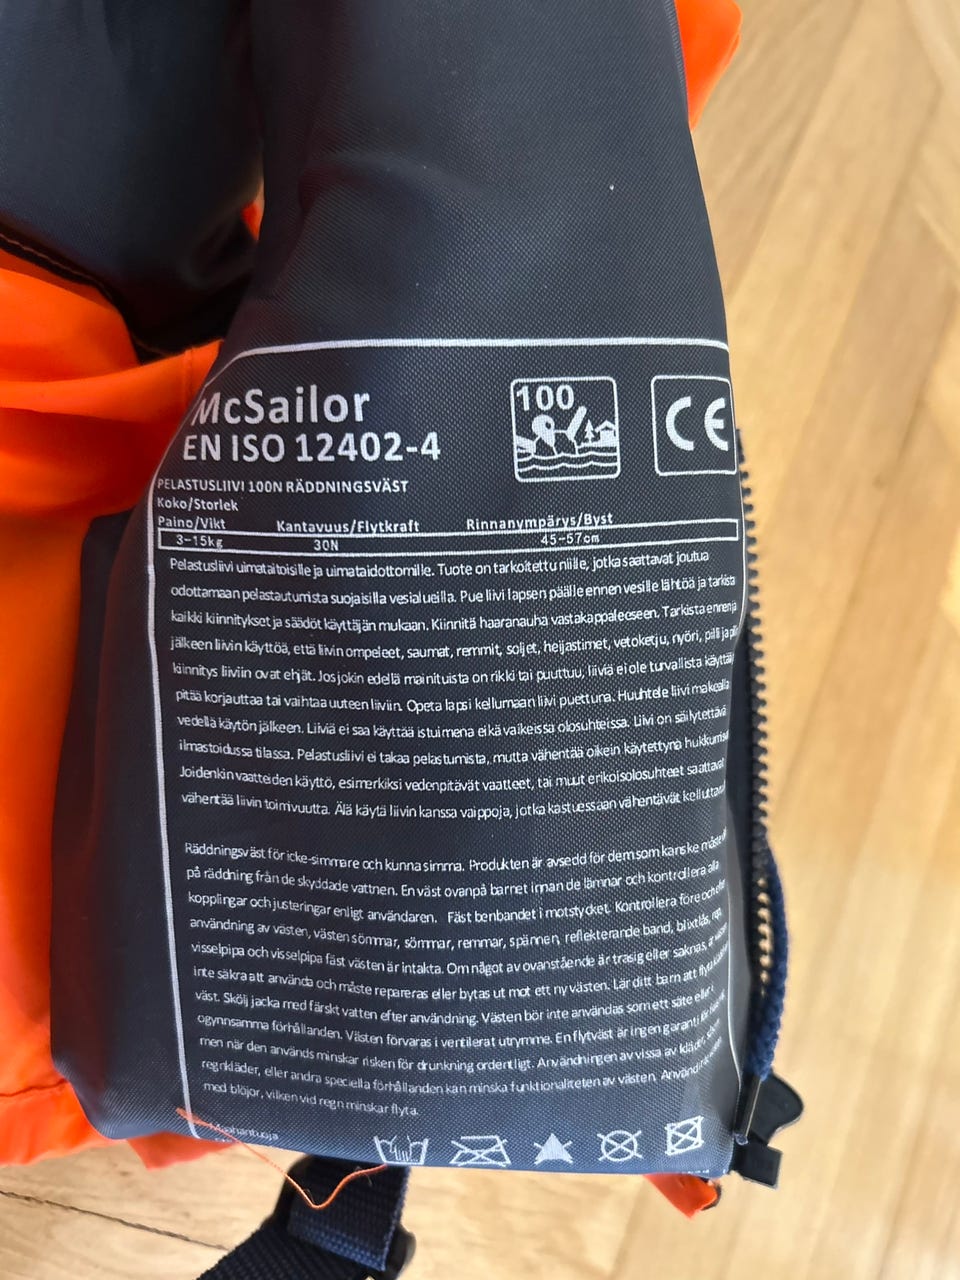 McSailor
EN ISO 12402-4
100
CE
PELASTUSLIIVI 100N RÄDDNINGSVÄST
Koko/Storlek
Paino/Vikt Kantavuus/Flytkraft Rinnanympärys/Byst
3-15kg 30N 45-57cm
Pelastusliivi uimataitoisille ja uimataidottomille. Tuote on tarkoitettu niille, jotka saattavat joutua
odottamaan pelastautumista suojaisilla vesialueilla. Pue liivi lapsen päälle ennen vesille lähtöä ja tarkista
kaikki kiinnitykset ja säädöt käyttäjän mukaan. Kiinnitä haaranauha vastakappaleeseen. Tarkista ennen ja
jälkeen liivin käyttöä, että liivin ompeleet, saumat, remmit, soljet, heijastimet, vetoketju, nyöri, pilli ja
kiinnitys liiviin ovat ehjät. Jos jokin edellä mainituista on rikki tai puuttuu, liiviä ei ole turvallista käyttää
pitää korjauttaa tai vaihtaa uuteen liiviin. Opeta lapsi kellumaan liivi puettuna. Huuhtele liivi makealla
vedellä käytön jälkeen. Liiviä ei saa käyttää istuimena eikä vaikeissa olosuhteissa. Liivi on säilytettävä
ilmastoidussa tilassa. Pelastusliivi ei takaa pelastumista, mutta vähentää oikein käytettynä
Joidenkin vaatteiden käyttö, esimerkiksi vedenpitävät vaatteet, tai muut erikoisolosuhteet saattavat
vähentää liivin toimivuutta. Älä käytä liivin kanssa vaippoja, jotka kastuessaan vähentävät
Räddningsväst för icke-simmare och kunna simma. Produkten är avsedd för dem som kanske måste
på räddning från de skyddade vattnen. En väst ovanpå barnet innan de lämnar och kontrollera alla
kopplingar och justeringar enligt användaren. Fäst benbandet i motstycket. Kontrollera före och efter
användning av västen, västen sömmar, sömmar, remmar, spännen, reflekterande band, blixtlås, rep,
visselpipa och visselpipa fäst västen är intakta. Om något av ovanstående är trasig eller saknas, är
inte säkra att använda och måste repareras eller bytas ut mot ett ny västen. Lär ditt barn att flyta
väst. Skölj jacka med färskt vatten efter användning. Västen bör inte användas som ett säte eller i
ogynnsamma förhållanden. Västen förvaras i ventilerat utrymme. En flytväst är ingen garanti
men när den används minskar risken för drunkning ordentligt. Användningen av vissa av kläder,
regnkläder, eller andra speciella förhållanden kan minska funktionaliteten av västen. Använd
med blöjor, vilken vid regn minskar flyta.
Maahantuoja